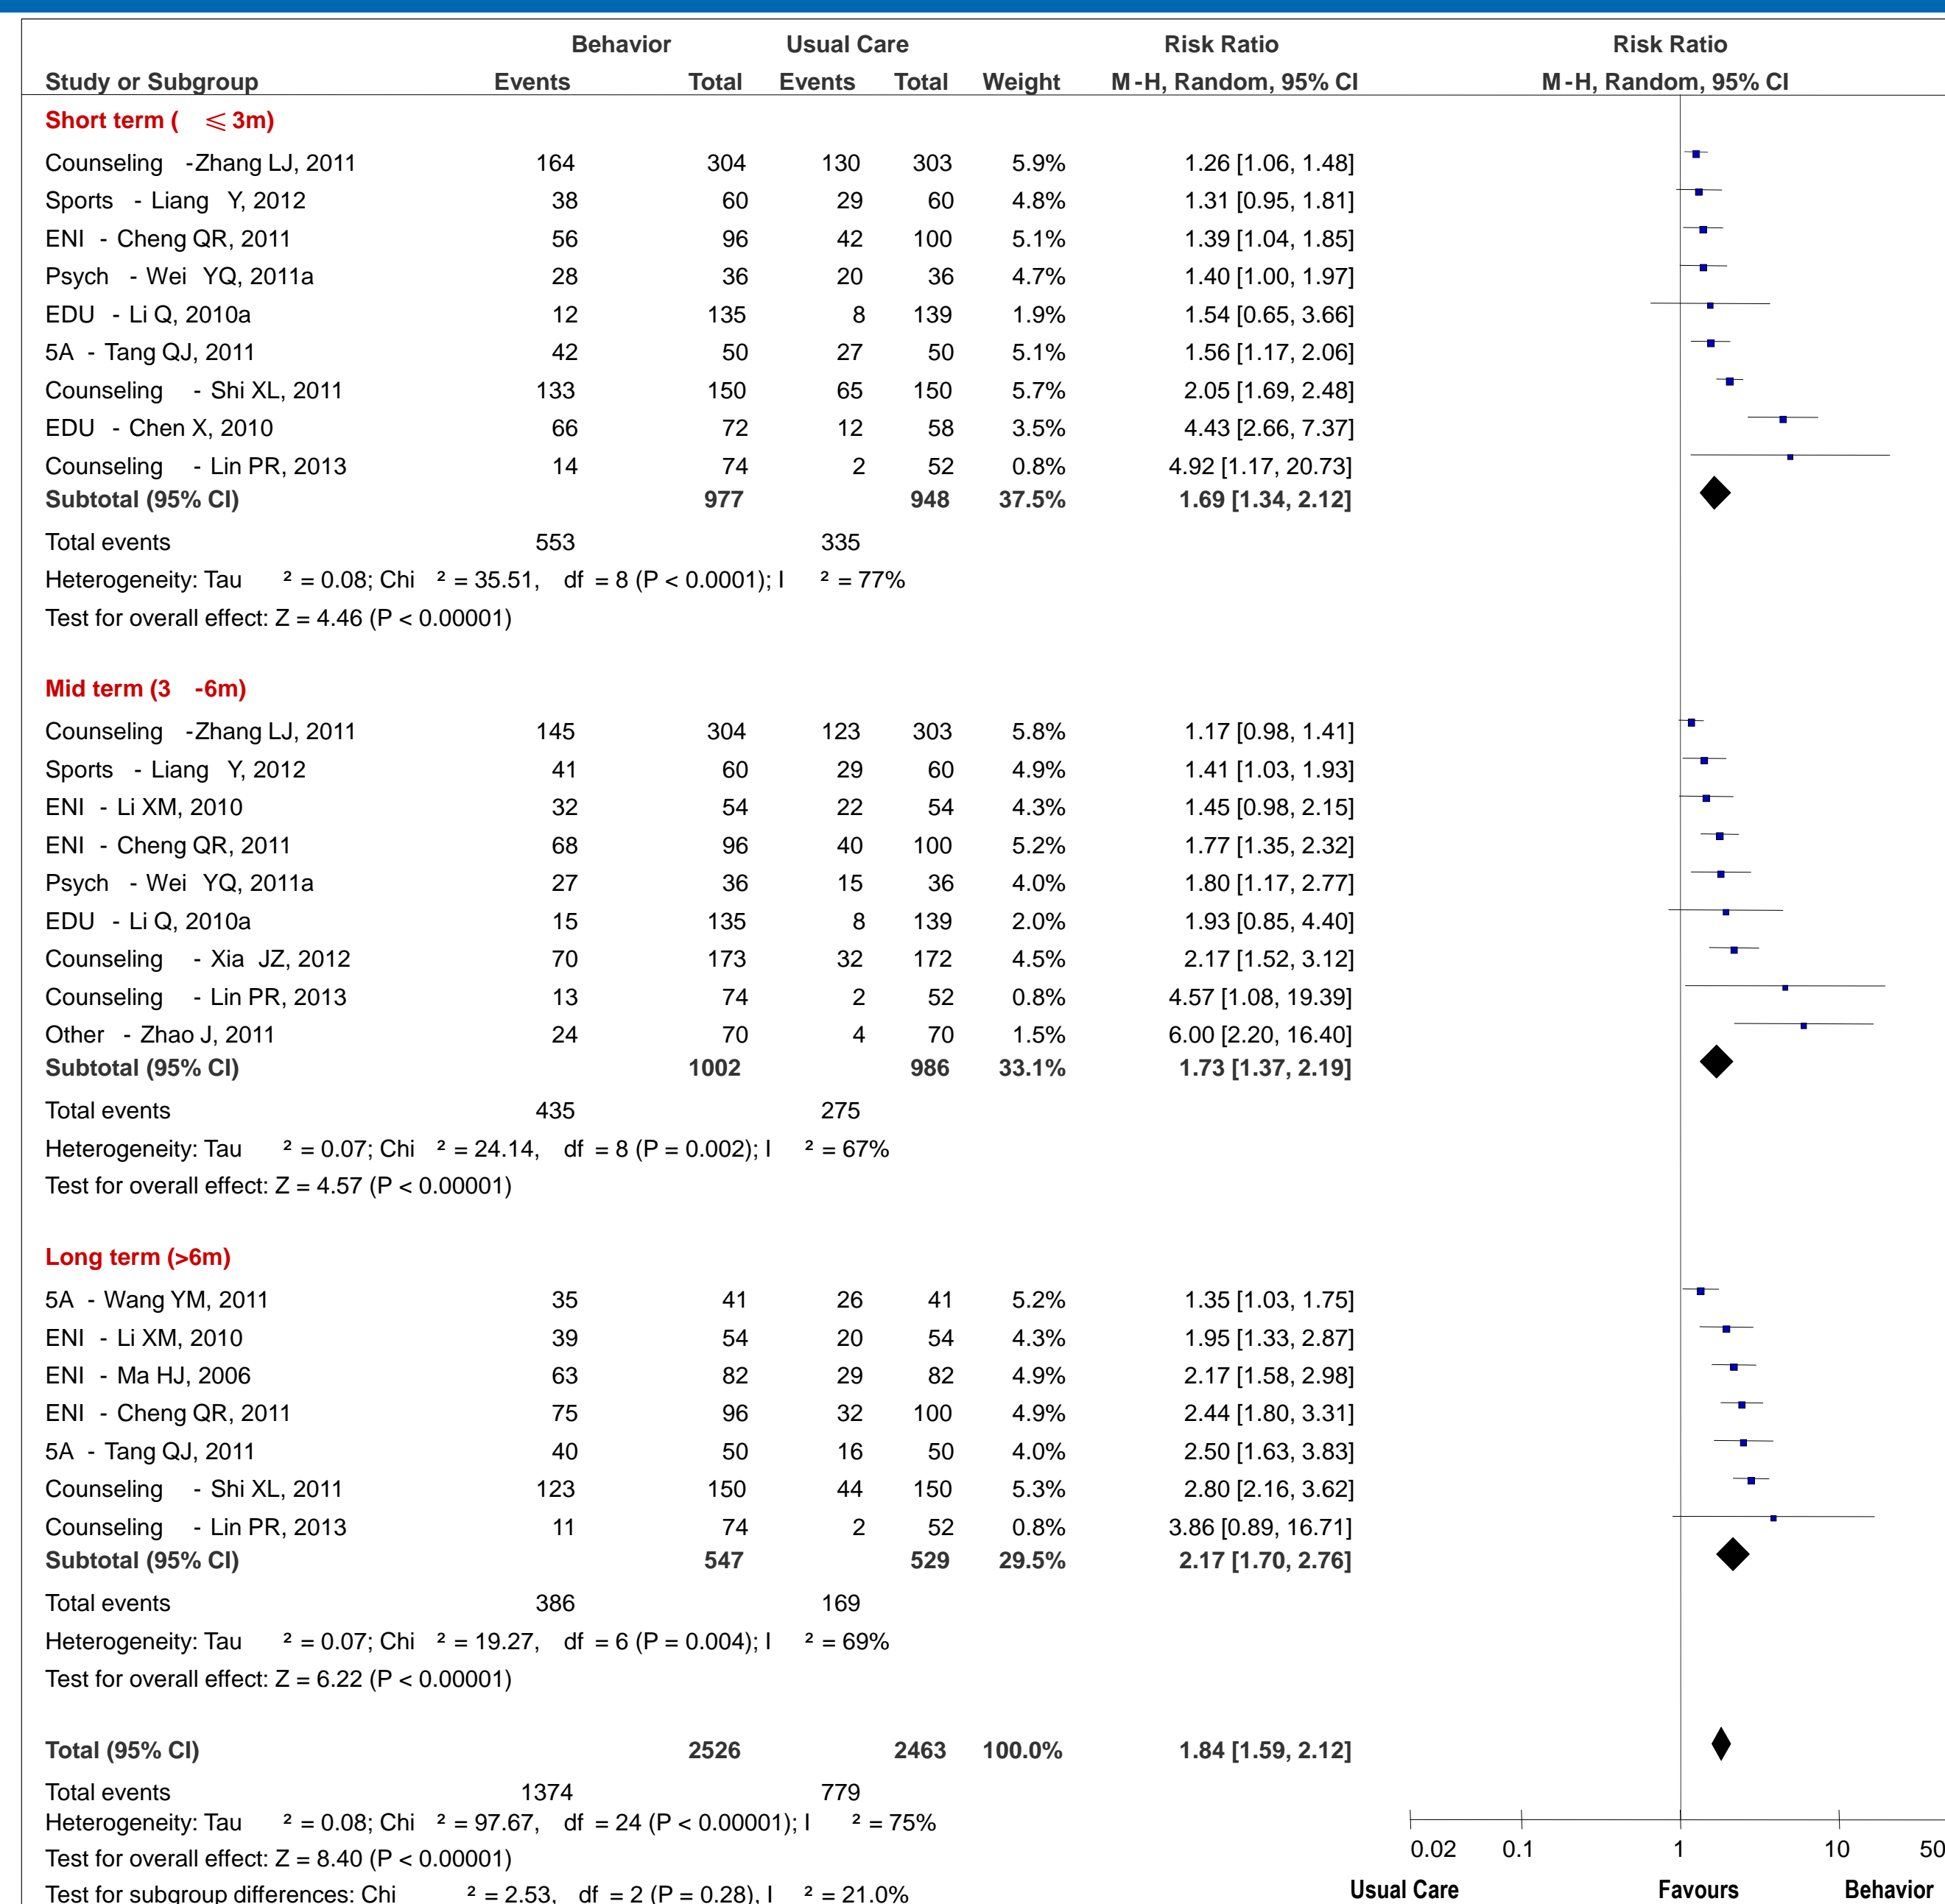 Behavior Usual Care Risk Ratio Risk Ratio
Study or Subgroup Events Total Events Total Weight M-H, Random, 95% CI M-H, Random, 95% CI
Short term ( ≤ 3m)
Counseling -Zhang LJ, 2011 164 304 130 303 5.9% 1.26 [1.06, 1.48]
Sports - Liang Y, 2012 38 60 29 60 4.8% 1.31 [0.95, 1.81]
ENI - Cheng QR, 2011 56 96 42 100 5.1% 1.39 [1.04, 1.85]
Psych - Wei YQ, 2011a 28 36 20 36 4.7% 1.40 [1.00, 1.97]
EDU - Li Q, 2010a 12 135 8 139 1.9% 1.54 [0.65, 3.66]
5A - Tang QJ, 2011 42 50 27 50 5.1% 1.56 [1.17, 2.06]
Counseling - Shi XL, 2011 133 150 65 150 5.7% 2.05 [1.69, 2.48]
EDU - Chen X, 2010 66 72 12 58 3.5% 4.43 [2.66, 7.37]
Counseling - Lin PR, 2013 14 74 2 52 0.8% 4.92 [1.17, 20.73]
Subtotal (95% CI) 977 948 37.5% 1.69 [1.34, 2.12]
Total events 553 335
Heterogeneity: Tau ² = 0.08; Chi ² = 35.51, df = 8 (P < 0.0001); I ² = 77%
Test for overall effect: Z = 4.46 (P < 0.00001)
Mid term (3 -6m)
Counseling -Zhang LJ, 2011 145 304 123 303 5.8% 1.17 [0.98, 1.41]
Sports - Liang Y, 2012 41 60 29 60 4.9% 1.41 [1.03, 1.93]
ENI - Li XM, 2010 32 54 22 54 4.3% 1.45 [0.98, 2.15]
ENI - Cheng QR, 2011 68 96 40 100 5.2% 1.77 [1.35, 2.32]
Psych - Wei YQ, 2011a 27 36 15 36 4.0% 1.80 [1.17, 2.77]
EDU - Li Q, 2010a 15 135 8 139 2.0% 1.93 [0.85, 4.40]
Counseling - Xia JZ, 2012 70 173 32 172 4.5% 2.17 [1.52, 3.12]
Counseling - Lin PR, 2013 13 74 2 52 0.8% 4.57 [1.08, 19.39]
Other - Zhao J, 2011 24 70 4 70 1.5% 6.00 [2.20, 16.40]
Subtotal (95% CI) 1002 986 33.1% 1.73 [1.37, 2.19]
Total events 435 275
Heterogeneity: Tau ² = 0.07; Chi ² = 24.14, df = 8 (P = 0.002); I ² = 67%
Test for overall effect: Z = 4.57 (P < 0.00001)
Long term (>6m)
5A - Wang YM, 2011 35 41 26 41 5.2% 1.35 [1.03, 1.75]
ENI - Li XM, 2010 39 54 20 54 4.3% 1.95 [1.33, 2.87]
ENI - Ma HJ, 2006 63 82 29 82 4.9% 2.17 [1.58, 2.98]
ENI - Cheng QR, 2011 75 96 32 100 4.9% 2.44 [1.80, 3.31]
5A - Tang QJ, 2011 40 50 16 50 4.0% 2.50 [1.63, 3.83]
Counseling - Shi XL, 2011 123 150 44 150 5.3% 2.80 [2.16, 3.62]
Counseling - Lin PR, 2013 11 74 2 52 0.8% 3.86 [0.89, 16.71]
Subtotal (95% CI) 547 529 29.5% 2.17 [1.70, 2.76]
Total events 386 169
Heterogeneity: Tau ² = 0.07; Chi ² = 19.27, df = 6 (P = 0.004); I ² = 69%
Test for overall effect: Z = 6.22 (P < 0.00001)
Total (95% CI) 2526 2463 100.0% 1.84 [1.59, 2.12]
Total events 1374 779
Heterogeneity: Tau ² = 0.08; Chi ² = 97.67, df = 24 (P < 0.00001); I ² = 75%
Test for overall effect: Z = 8.40 (P < 0.00001)
0.02 0.1 1 10 50
Test for subgroup differences: Chi ² = 2.53, df = 2 (P = 0.28), I ² = 21.0%
Usual Care Favours Behavior